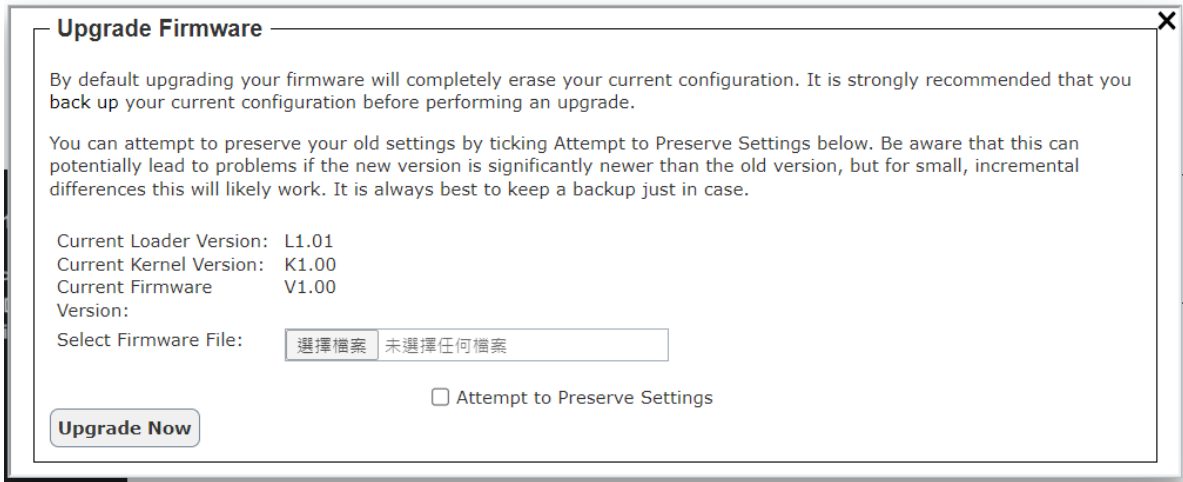 Upgrade Firmware
By default upgrading your firmware will completely erase your current configuration. It is strongly recommended that you
back up your current configuration before performing an upgrade.
You can attempt to preserve your old settings by ticking Attempt to Preserve Settings below. Be aware that this can
potentially lead to problems if the new version is significantly newer than the old version, but for small, incremental
differences this will likely work. It is always best to keep a backup just in case.
Current Loader Version: L1.01
Current Kernel Version: K1.00
Current Firmware V1.00
Version:
Select Firmware File: 選擇檔案 未選擇任何檔案
Attempt to Preserve Settings
Upgrade Now